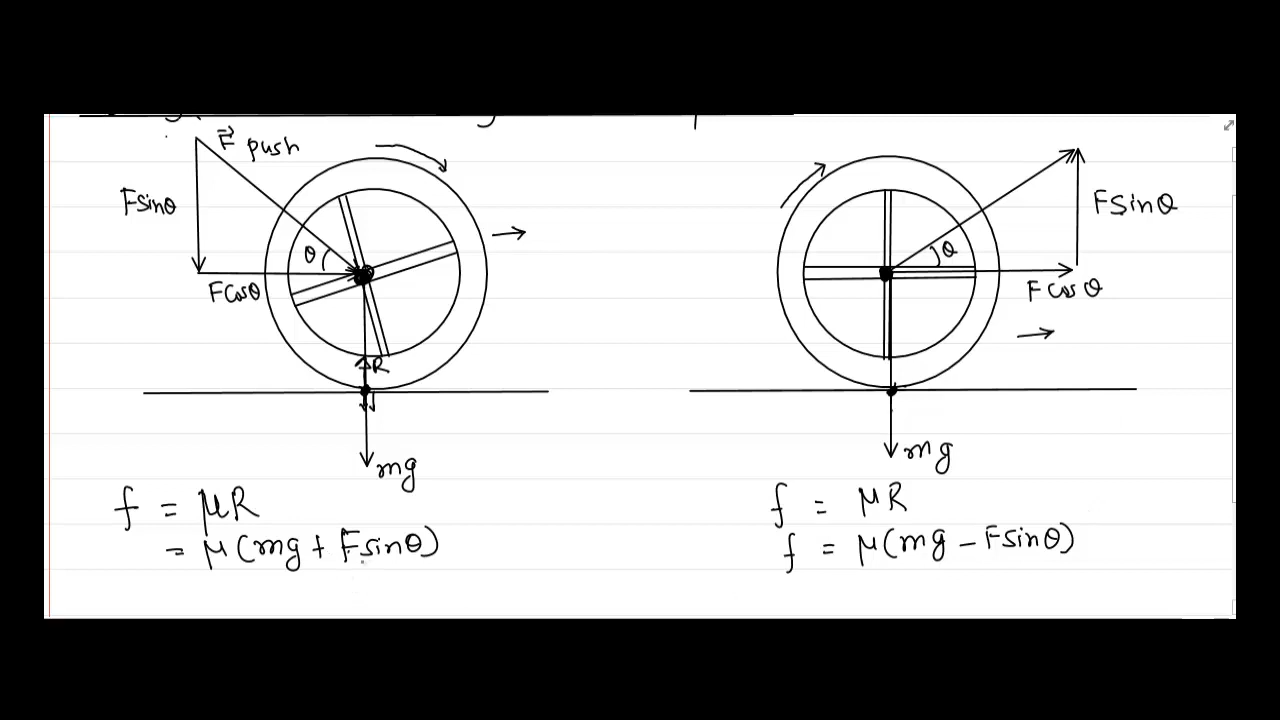 F⃗ push
Fsinθ
θ
Fcosθ
R
mg
f = μR
= μ(mg + Fsinθ)
Fsinθ
θ
Fcosθ
mg
f = μR
f = μ(mg - Fsinθ)